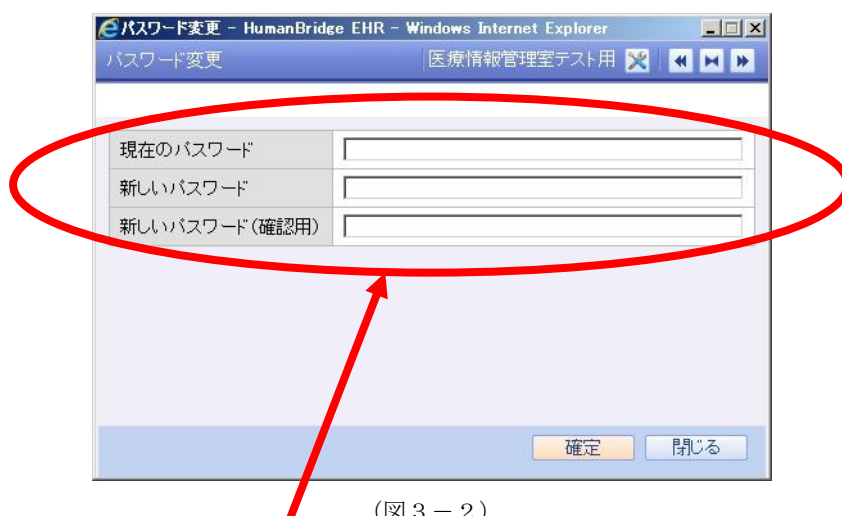 パスワード変更 - HumanBridge EHR - Windows Internet Explorer
パスワード変更 医療情報管理室テスト用
現在のパスワード
新しいパスワード
新しいパスワード(確認用)
確定 閉じる
(図3-2)